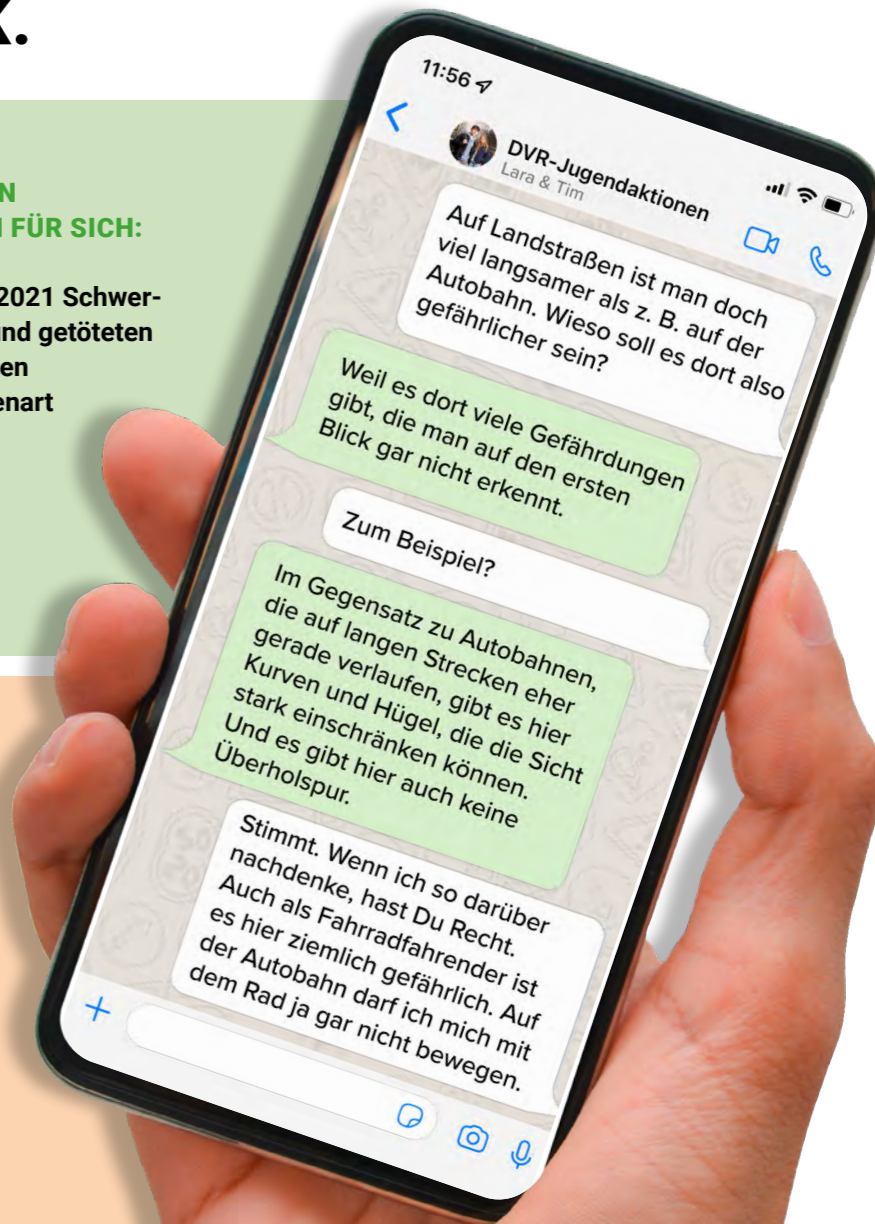 K.
N
FÜR SICH:
2021 Schwer-
und getöteten
en
enart
11:56
DVR-Jugendaktionen
Lara & Tim
Auf Landstraßen ist man doch
viel langsamer als z. B. auf der
Autobahn. Wieso soll es dort also
gefährlicher sein?
Weil es dort viele Gefährdungen
gibt, die man auf den ersten
Blick gar nicht erkennt.
Zum Beispiel?
Im Gegensatz zu Autobahnen,
die auf langen Strecken eher
gerade verlaufen, gibt es hier
Kurven und Hügel, die die Sicht
stark einschränken können.
Und es gibt hier auch keine
Überholspur.
Stimmt. Wenn ich so darüber
nachdenke, hast Du Recht.
Auch als Fahrradfahrender ist
es hier ziemlich gefährlich. Auf
der Autobahn darf ich mich mit
dem Rad ja gar nicht bewegen.